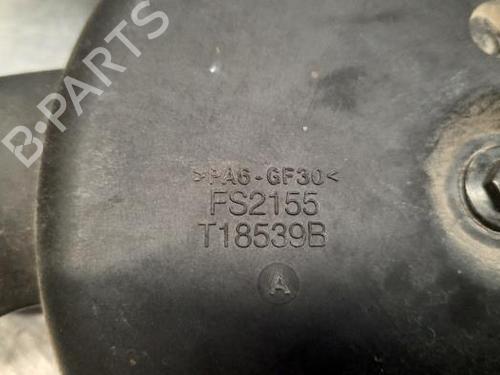 B-PARTS
>PA6-GF30<
FS2155
T18539B
A